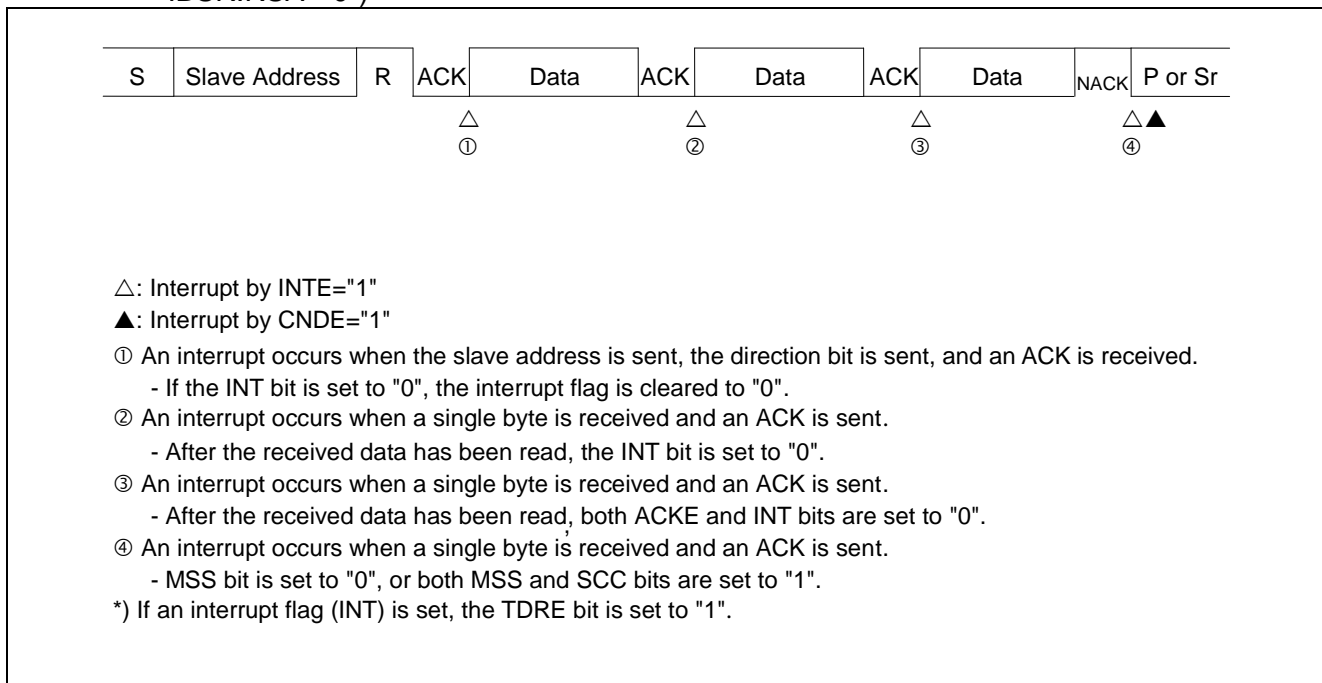 S Slave Address R ACK Data ACK Data ACK Data NACK P or Sr
△ △ △ △▲
① ② ③ ④
△: Interrupt by INTE="1"
▲: Interrupt by CNDE="1"
① An interrupt occurs when the slave address is sent, the direction bit is sent, and an ACK is received.
- If the INT bit is set to "0", the interrupt flag is cleared to "0".
② An interrupt occurs when a single byte is received and an ACK is sent.
- After the received data has been read, the INT bit is set to "0".
③ An interrupt occurs when a single byte is received and an ACK is sent.
- After the received data has been read, both ACKE and INT bits are set to "0".
,
④ An interrupt occurs when a single byte is received and an ACK is sent.
- MSS bit is set to "0", or both MSS and SCC bits are set to "1".
*) If an interrupt flag (INT) is set, the TDRE bit is set to "1".